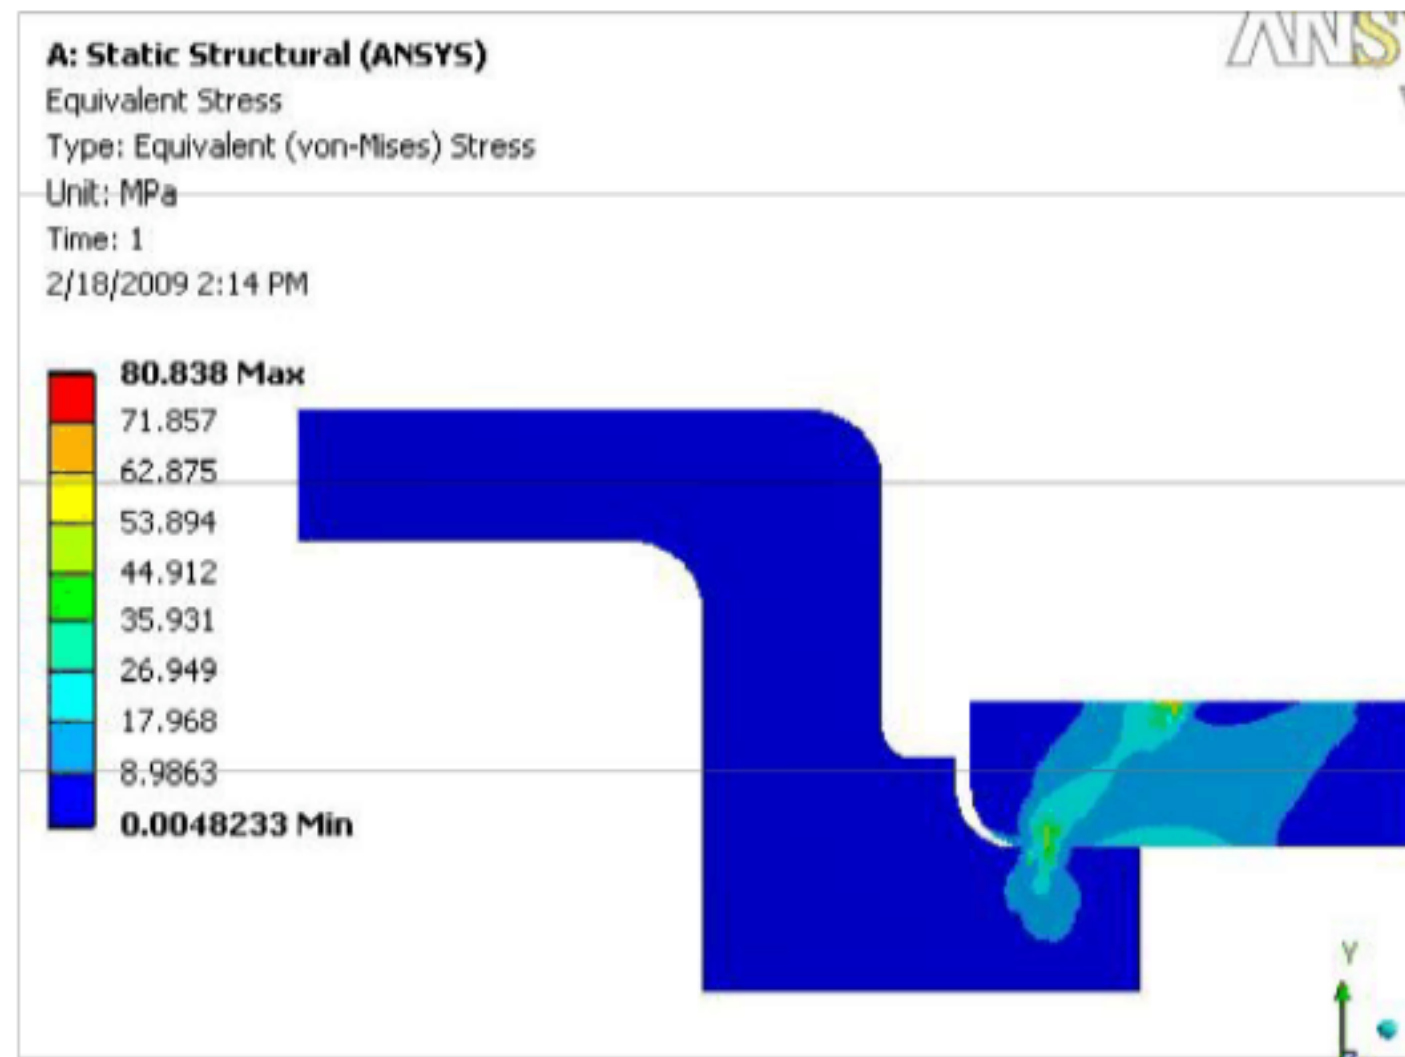 ANS
A: Static Structural (ANSYS)
Equivalent Stress
Type: Equivalent (von-Mises) Stress
Unit: MPa
Time: 1
2/18/2009 2:14 PM
80.838 Max
71.857
62.875
53.894
44.912
35.931
26.949
17.968
8.9863
0.0048233 Min
Y